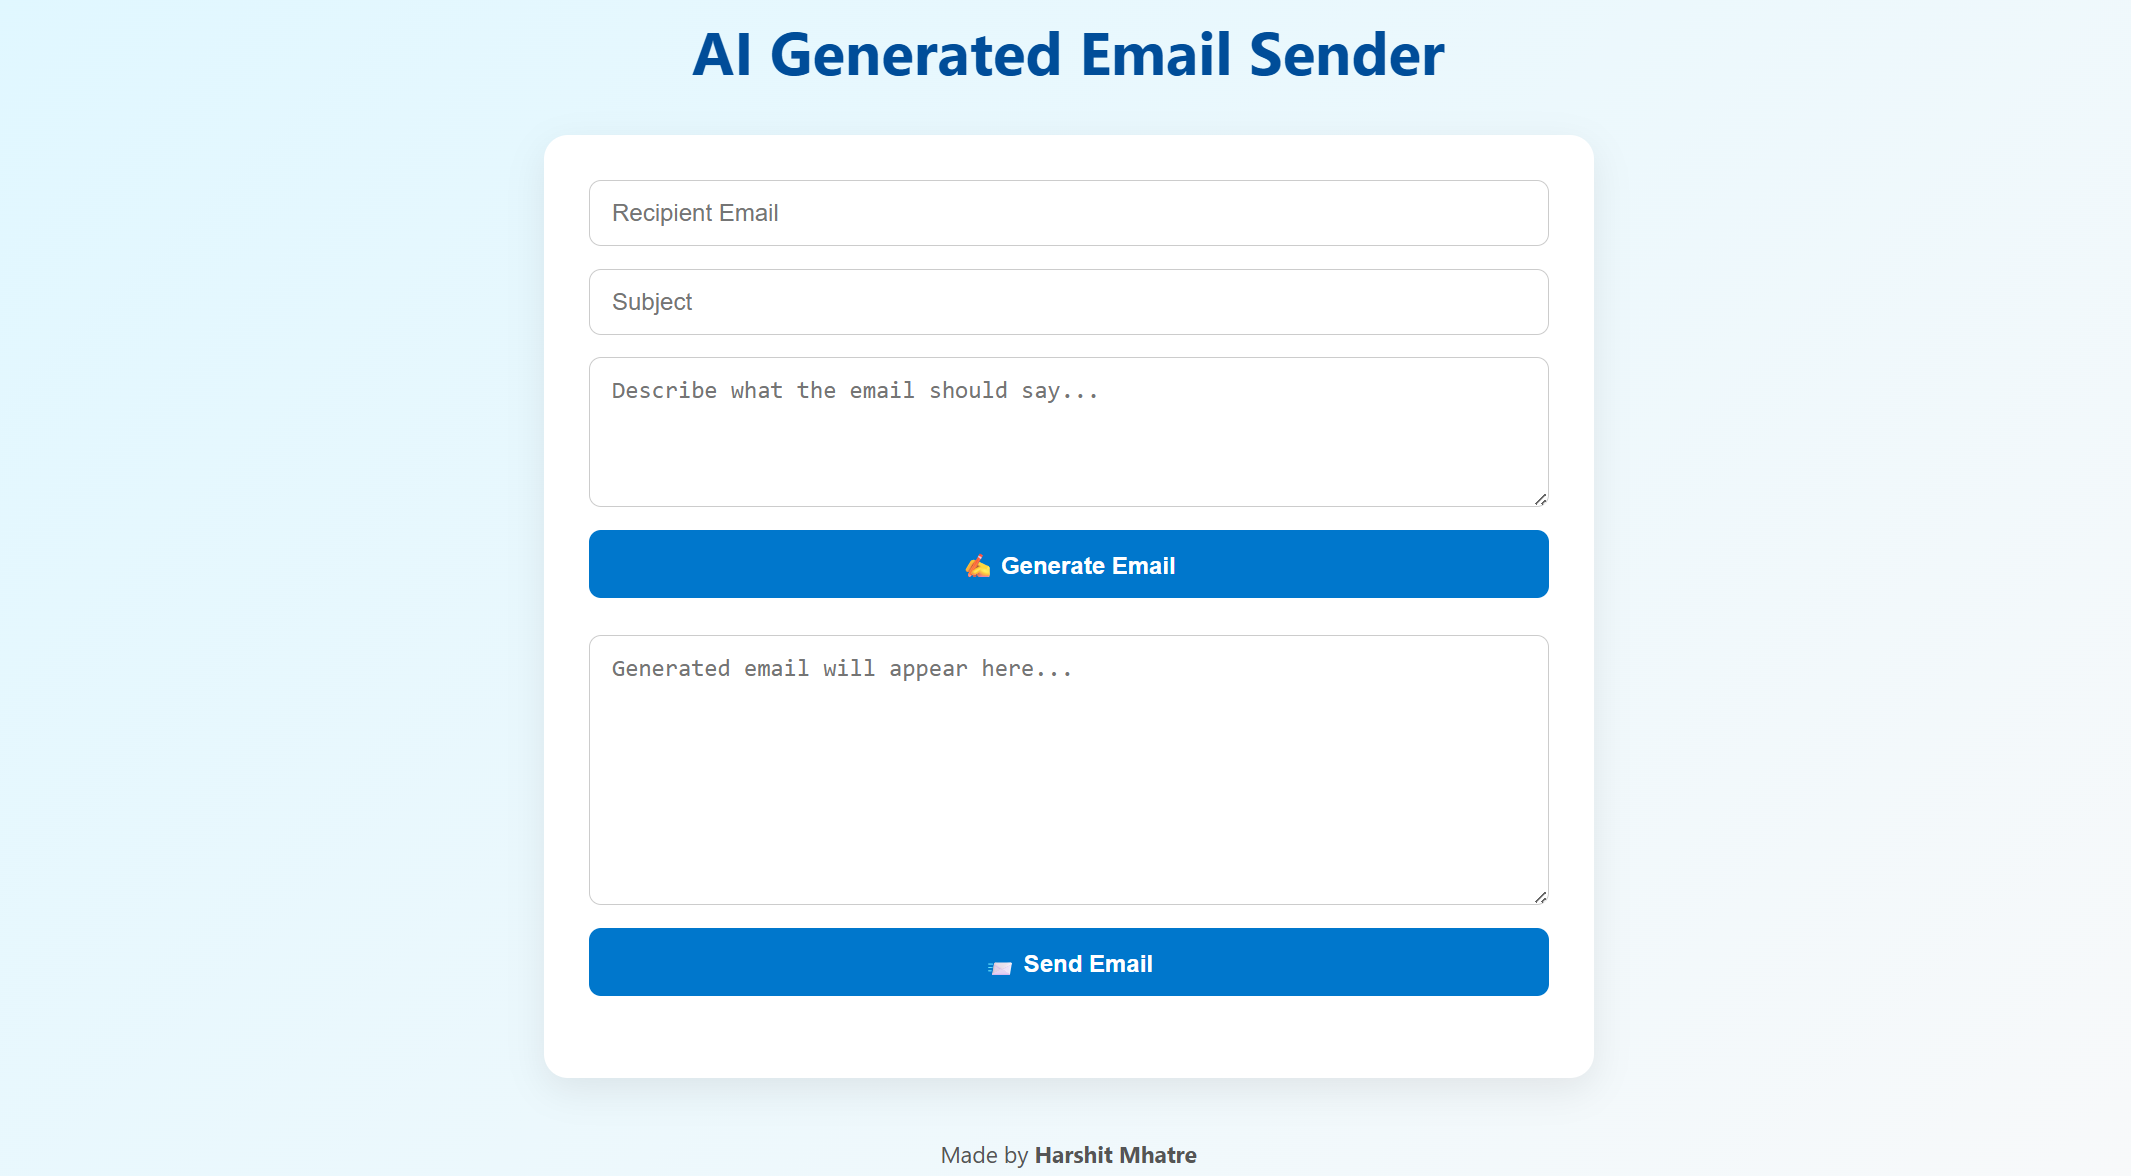 AI Generated Email Sender
Recipient Email
Subject
Describe what the email should say...
✍️ Generate Email
Generated email will appear here...
📨 Send Email
Made by Harshit Mhatre